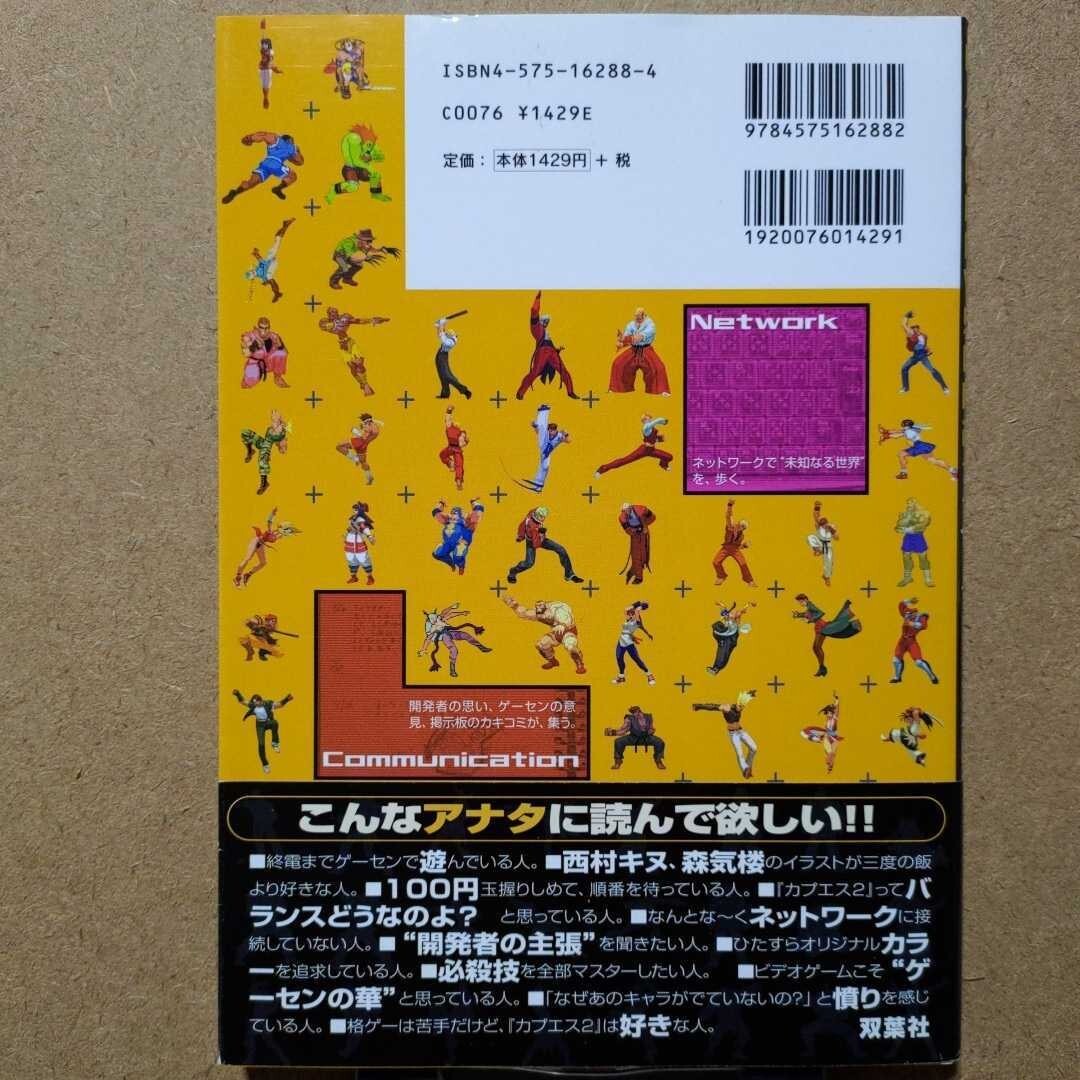 ISBN4-575-16288-4
C0076 ¥1429E
定価：本体1429円＋税
9784575162882
1920076014291
Network
ネットワークで“未知なる世界”
を、歩く。
開発者の思い、ゲーセンの意
見、掲示板のカキコミが、集う。
Communication
こんなアナタに読んで欲しい!!
■終電までゲーセンで遊んでいる人。■西村キヌ、森気楼のイラストが三度の飯
より好きな人。■100円玉握りしめて、順番を待っている人。■『カプエス2』ってバ
ランスどうなのよ？　と思っている人。■なんとな〜くネットワークに接
続していない人。■“開発者の主張”を聞きたい人。■ひたすらオリジナルカラ
ーを追求している人。■必殺技を全部マスターしたい人。　■ビデオゲームこそ“ゲ
ーセンの華”と思っている人。■「なぜあのキャラがでていないの?」と憤りを感じ
ている人。■格ゲーは苦手だけど、『カプエス2』は好きな人。
双葉社